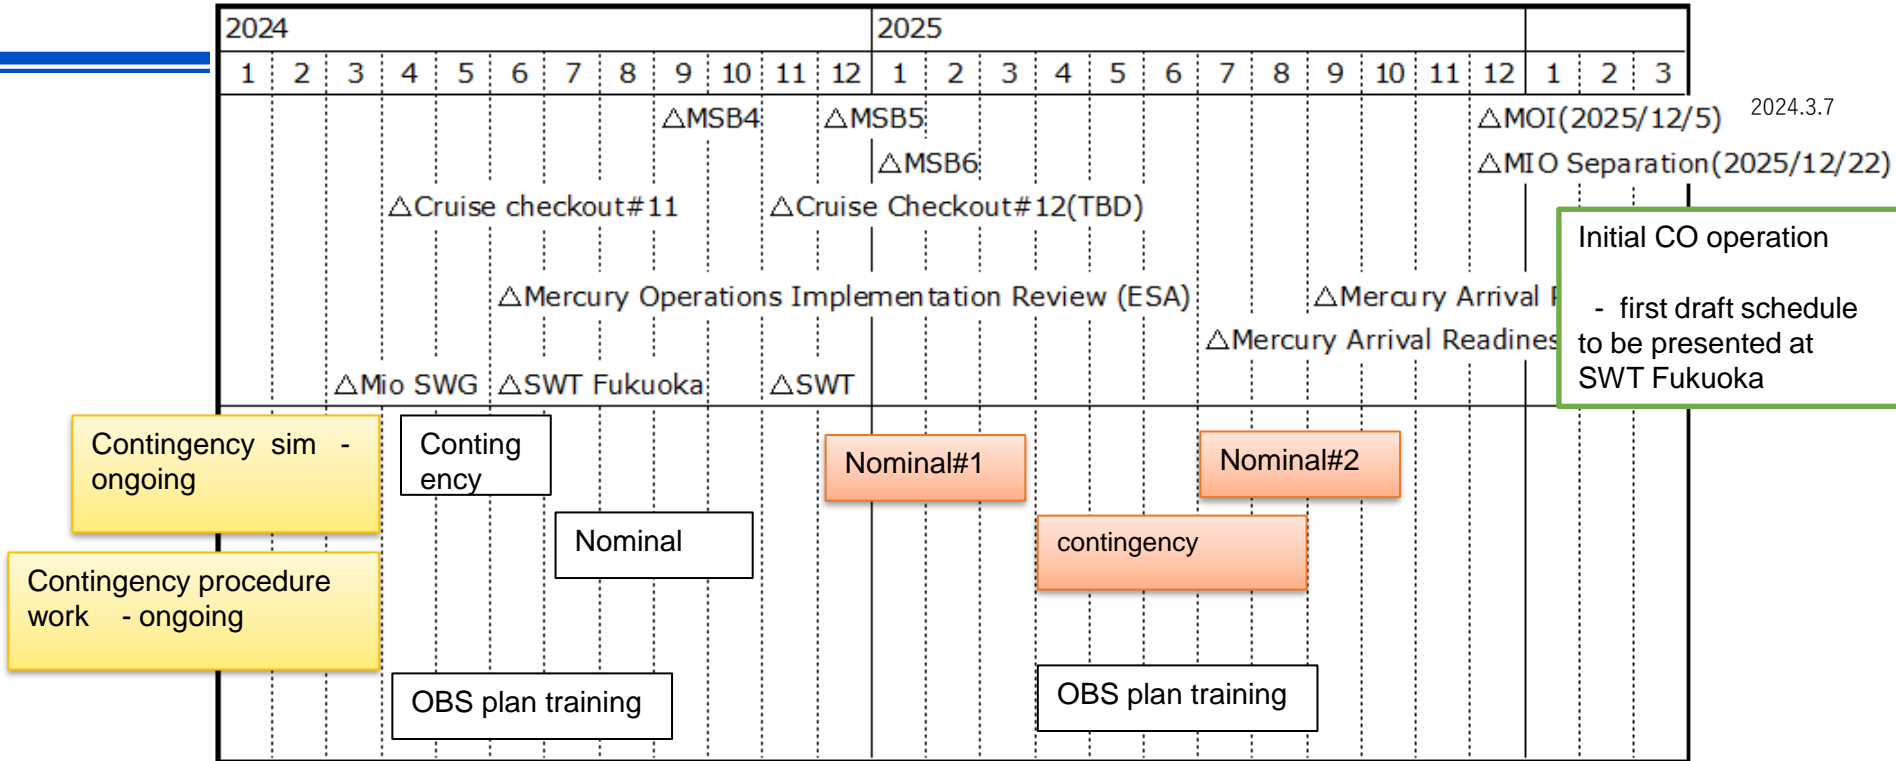 2024 2025
1 2 3 4 5 6 7 8 9 10 11 12 1 2 3 4 5 6 7 8 9 10 11 12 1 2 3
△MSB4 △MSB5 △MOI(2025/12/5) 2024.3.7
△MSB6 △MIO Separation(2025/12/22)
△Cruise checkout#11 △Cruise Checkout#12(TBD)
△Mercury Operations Implementation Review (ESA) △Mercury Arrival
△Mercury Arrival Readines
△Mio SWG △SWT Fukuoka △SWT
Initial CO operation
- first draft schedule
to be presented at
SWT Fukuoka
Contingency sim -
ongoing
Conting
ency
Nominal#1
Nominal#2
Nominal
contingency
Contingency procedure
work - ongoing
OBS plan training
OBS plan training